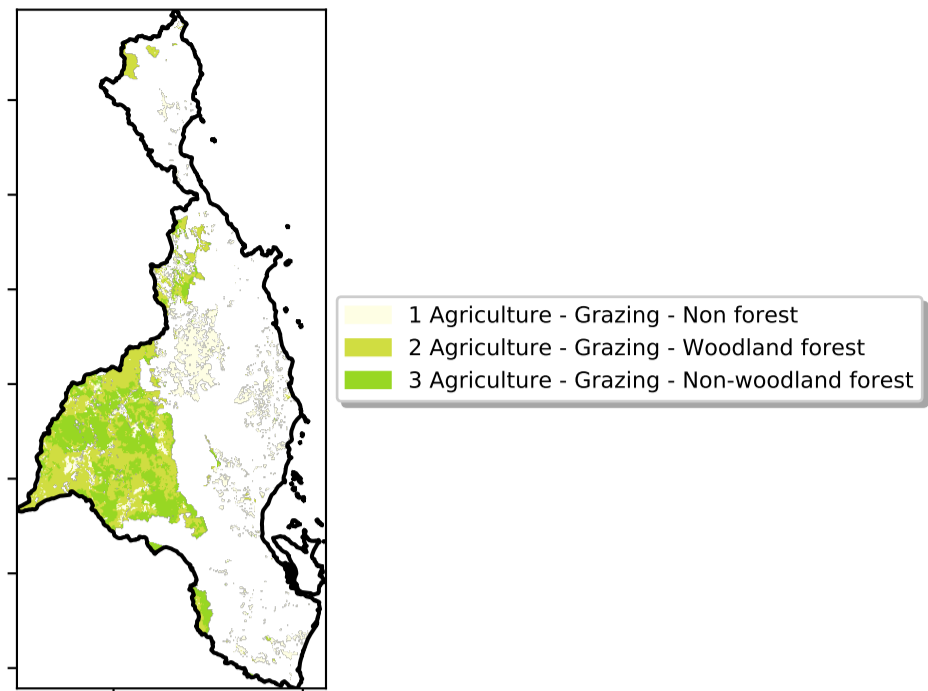 1 Agriculture - Grazing - Non forest
2 Agriculture - Grazing - Woodland forest
3 Agriculture - Grazing - Non-woodland forest